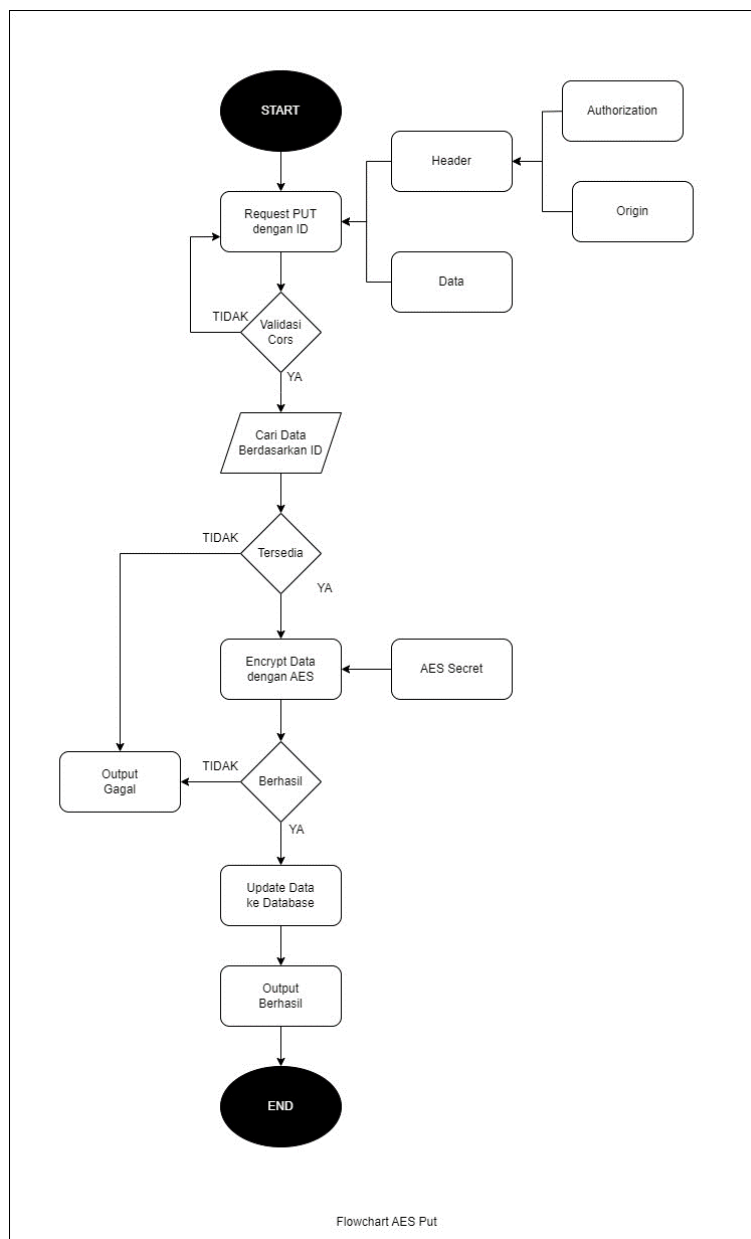 START
Authorization
Header
Origin
Request PUT
dengan ID
Data
TIDAK
Validasi
Cors
YA
Cari Data
Berdasarkan ID
TIDAK
Tersedia
YA
Encrypt Data
dengan AES
AES Secret
TIDAK
Berhasil
Output
Gagal
YA
Update Data
ke Database
Output
Berhasil
END
Flowchart AES Put